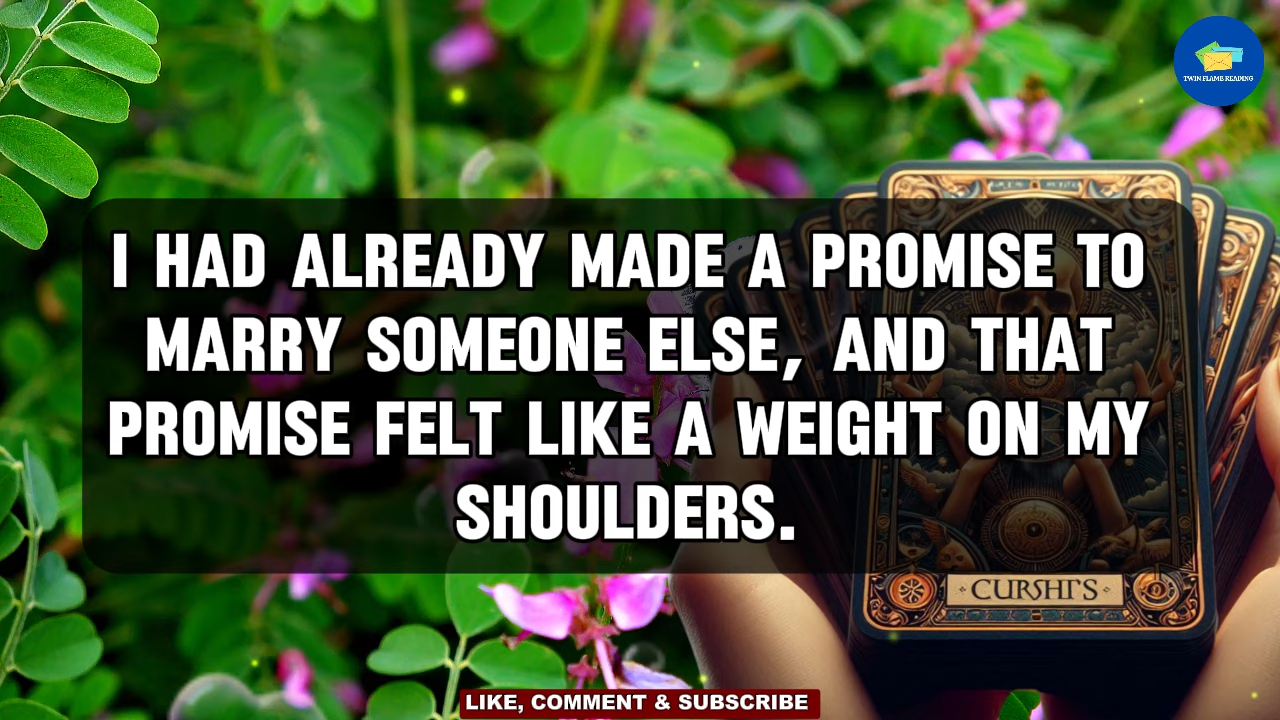 TWIN FLAME READING
I HAD ALREADY MADE A PROMISE TO
MARRY SOMEONE ELSE, AND THAT
PROMISE FELT LIKE A WEIGHT ON MY
SHOULDERS.
LIKE, COMMENT & SUBSCRIBE